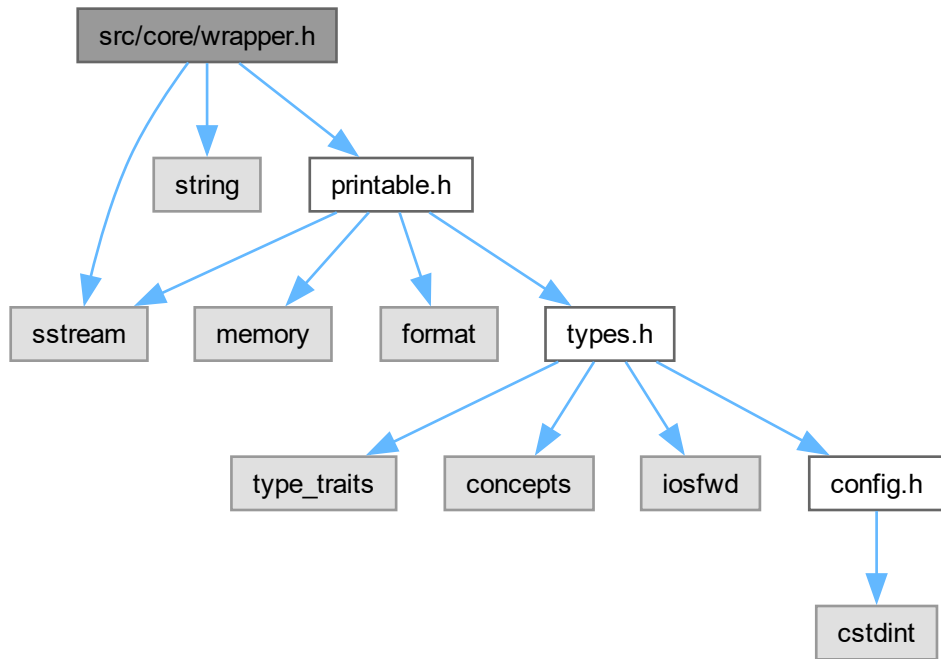 src/core/wrapper.h
string
printable.h
sstream
memory
format
types.h
type_traits
concepts
iosfwd
config.h
cstdint